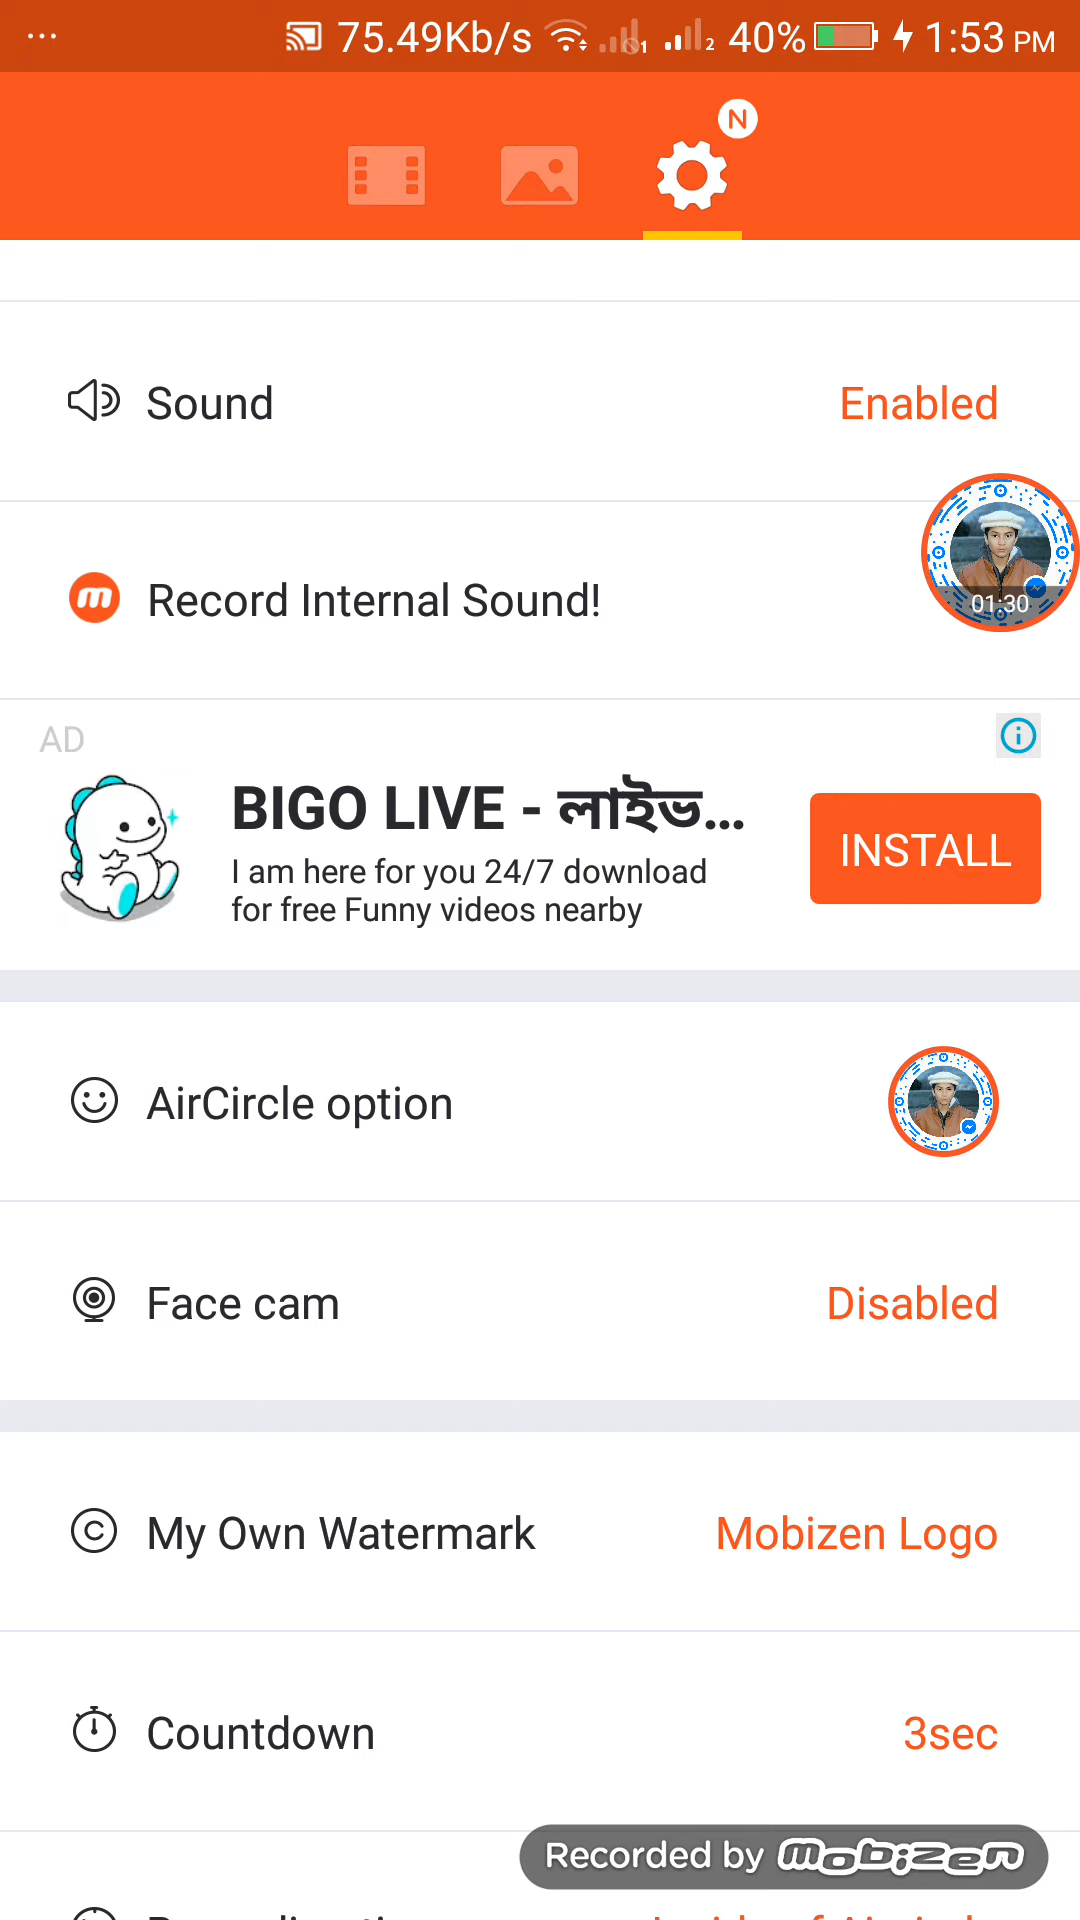 ... 75.49Kb/s 1 2 40% 1:53 PM
N
Sound Enabled
Record Internal Sound!
01:30
AD
BIGO LIVE - লাইভ...
I am here for you 24/7 download
for free Funny videos nearby
INSTALL
AirCircle option
Face cam Disabled
My Own Watermark Mobizen Logo
Countdown 3sec
Recorded by mobizen